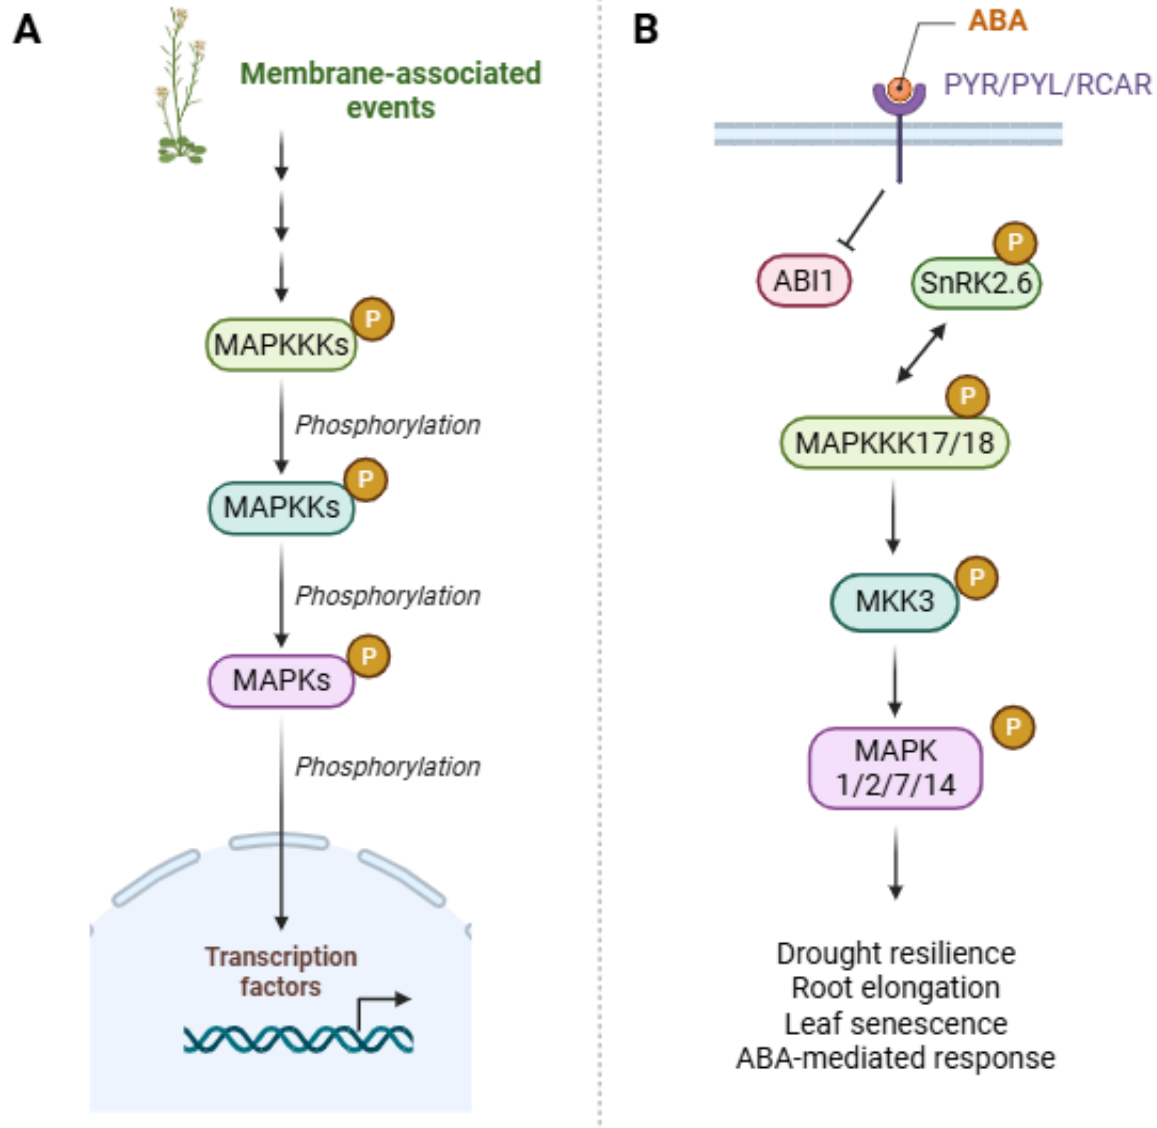 A
Membrane-associated
events
P
MAPKKKs
Phosphorylation
P
MAPKKs
Phosphorylation
P
MAPKs
Phosphorylation
Transcription
factors
B
ABA
PYR/PYL/RCAR
ABI1
P
SnRK2.6
P
MAPKKK17/18
P
MKK3
P
MAPK
1/2/7/14
Drought resilience
Root elongation
Leaf senescence
ABA-mediated response